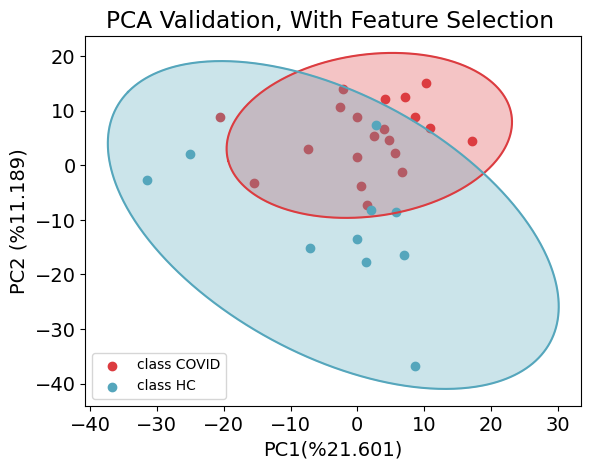 PCA Validation, With Feature Selection
20
10
0
−10
−20
−30
−40
PC2 (%11.189)
class COVID
class HC
−40 −30 −20 −10 0 10 20 30
PC1(%21.601)